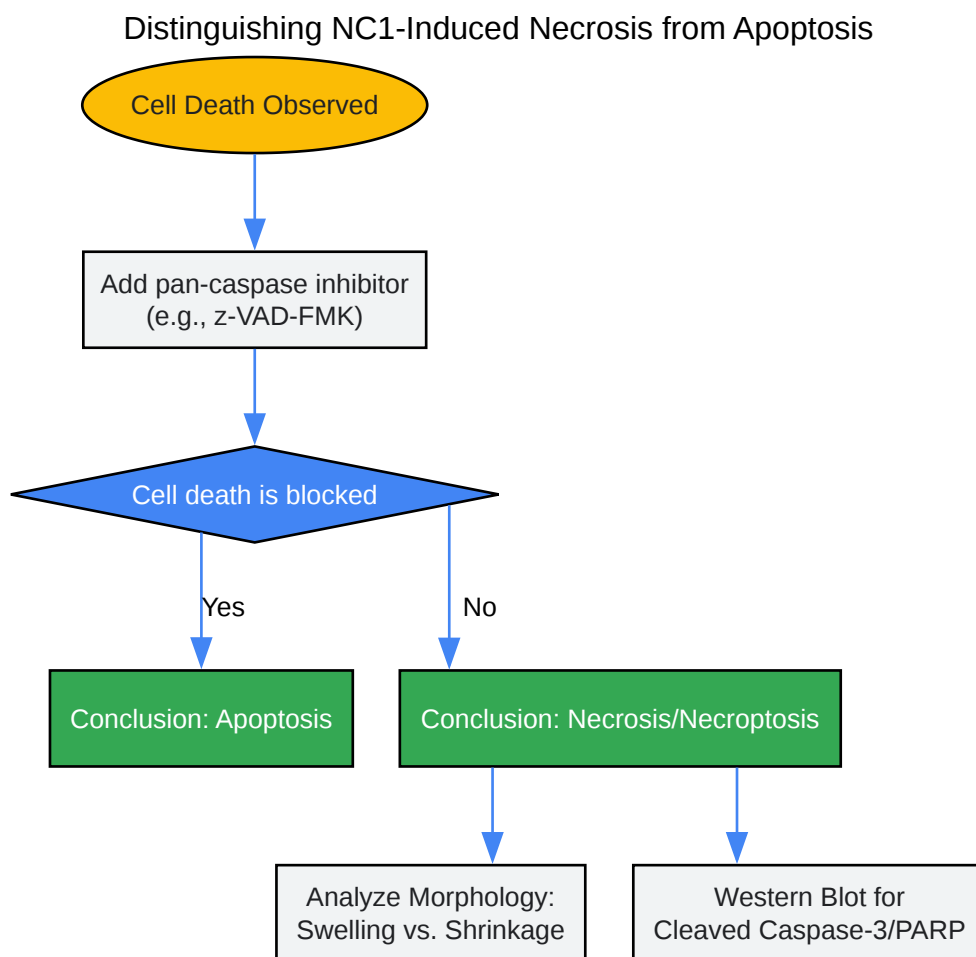 Distinguishing NC1-Induced Necrosis from Apoptosis
Cell Death Observed
Add pan-caspase inhibitor
(e.g., z-VAD-FMK)
Cell death is blocked
Yes
No
Conclusion: Apoptosis
Conclusion: Necrosis/Necroptosis
Analyze Morphology:
Swelling vs. Shrinkage
Western Blot for
Cleaved Caspase-3/PARP